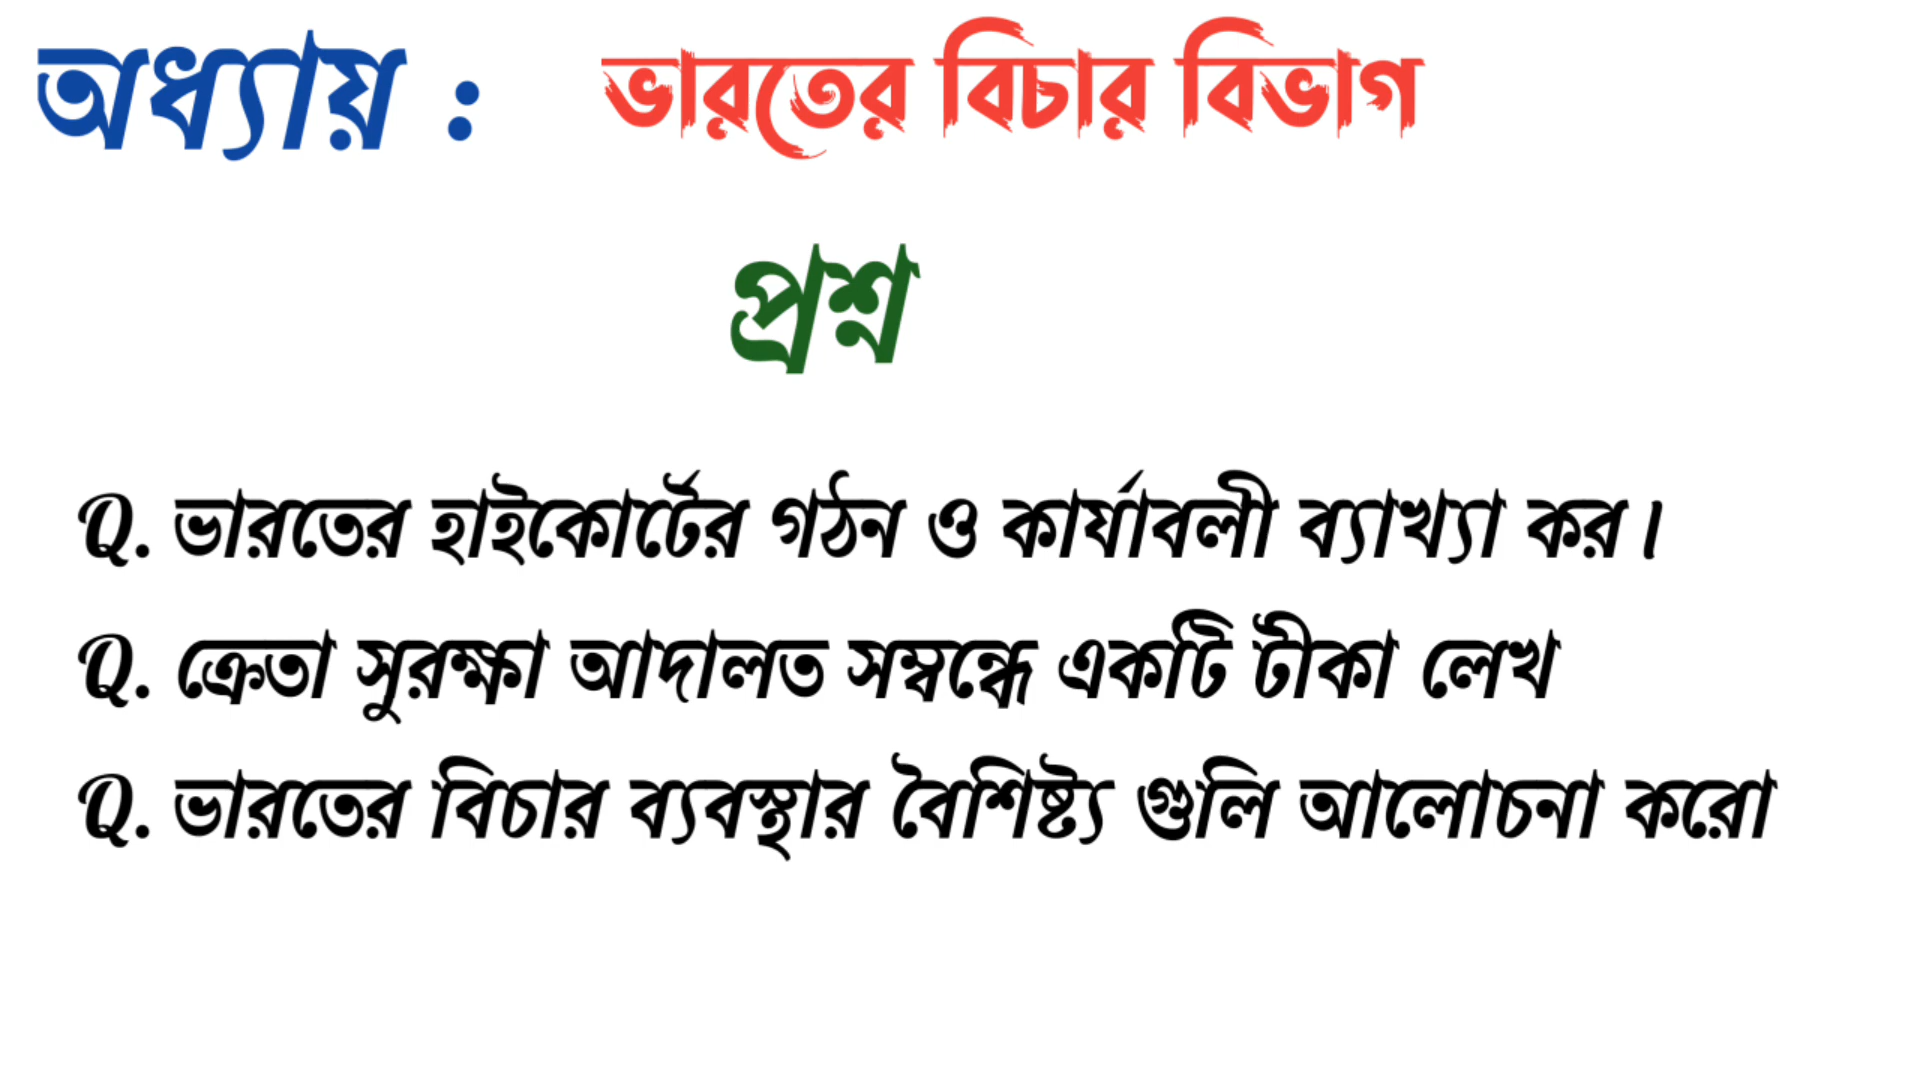 অধ্যায় : ভারতের বিচার বিভাগ
প্রশ্ন
Q. ভারতের হাইকোর্টের গঠন ও কার্যাবলী ব্যাখ্যা কর।
Q. ক্রেতা সুরক্ষা আদালত সম্বন্ধে একটি টীকা লেখ
Q. ভারতের বিচার ব্যবস্থার বৈশিষ্ট্য গুলি আলোচনা করো